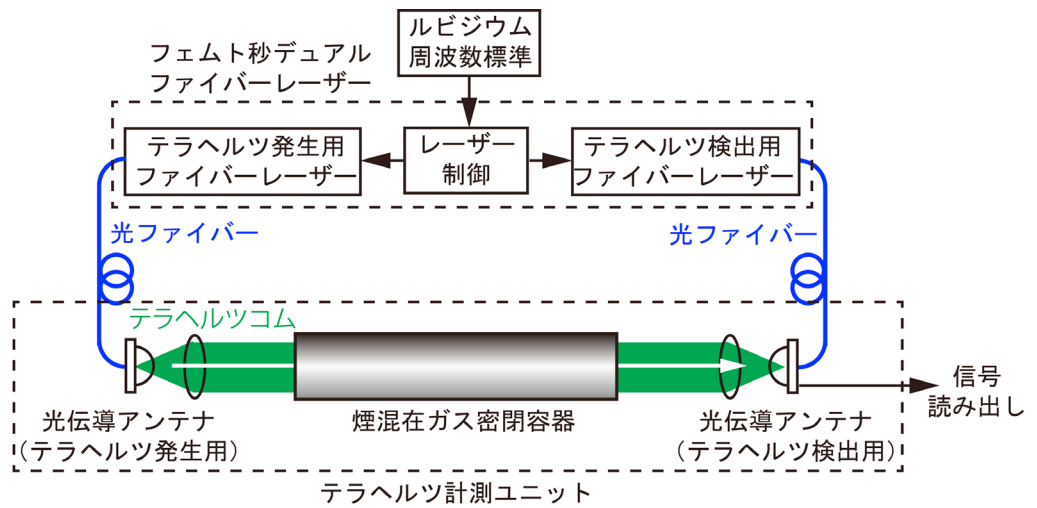 ルビジウム
周波数標準
フェムト秒デュアル
ファイバーレーザー
テラヘルツ発生用
ファイバーレーザー
レーザー
制御
テラヘルツ検出用
ファイバーレーザー
光ファイバー
光ファイバー
テラヘルツコム
信号
読み出し
光伝導アンテナ
(テラヘルツ発生用)
煙混在ガス密閉容器
光伝導アンテナ
(テラヘルツ検出用)
テラヘルツ計測ユニット